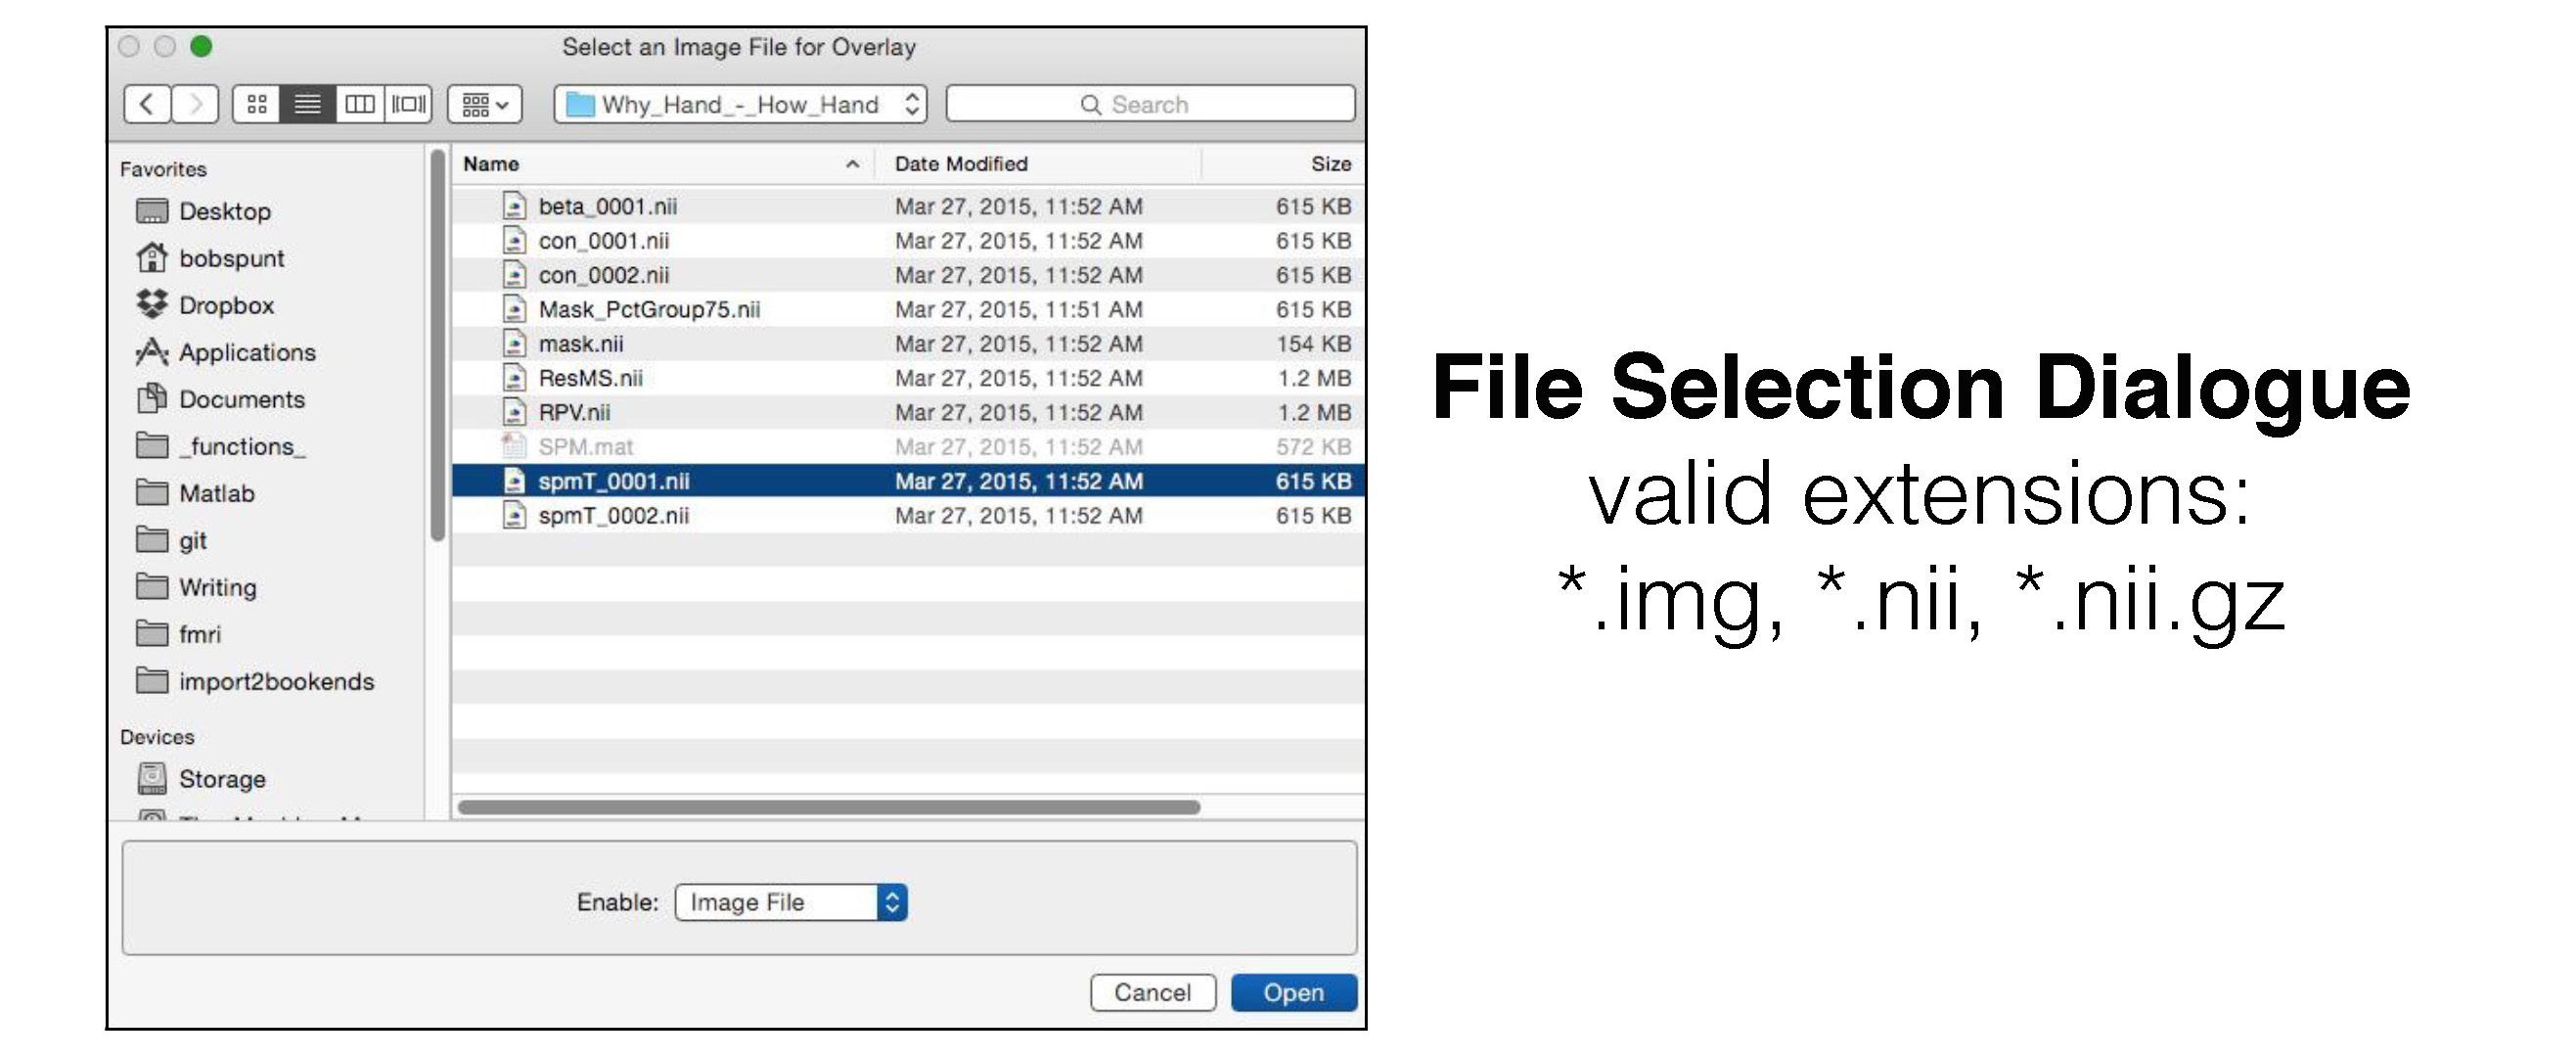 Select an Image File for Overlay
Why_Hand_-_How_Hand
Search
Favorites
Desktop
bobspunt
Dropbox
Applications
Documents
_functions_
Matlab
git
Writing
fmri
import2bookends
Devices
Storage
Name Date Modified Size
beta_0001.nii Mar 27, 2015, 11:52 AM 615 KB
con_0001.nii Mar 27, 2015, 11:52 AM 615 KB
con_0002.nii Mar 27, 2015, 11:52 AM 615 KB
Mask_PctGroup75.nii Mar 27, 2015, 11:51 AM 615 KB
mask.nii Mar 27, 2015, 11:52 AM 154 KB
ResMS.nii Mar 27, 2015, 11:52 AM 1.2 MB
RPV.nii Mar 27, 2015, 11:52 AM 1.2 MB
SPM.mat Mar 27, 2015, 11:52 AM 572 KB
spmT_0001.nii Mar 27, 2015, 11:52 AM 615 KB
spmT_0002.nii Mar 27, 2015, 11:52 AM 615 KB
Enable: Image File
Cancel Open
File Selection Dialogue
valid extensions:
*.img, *.nii, *.nii.gz